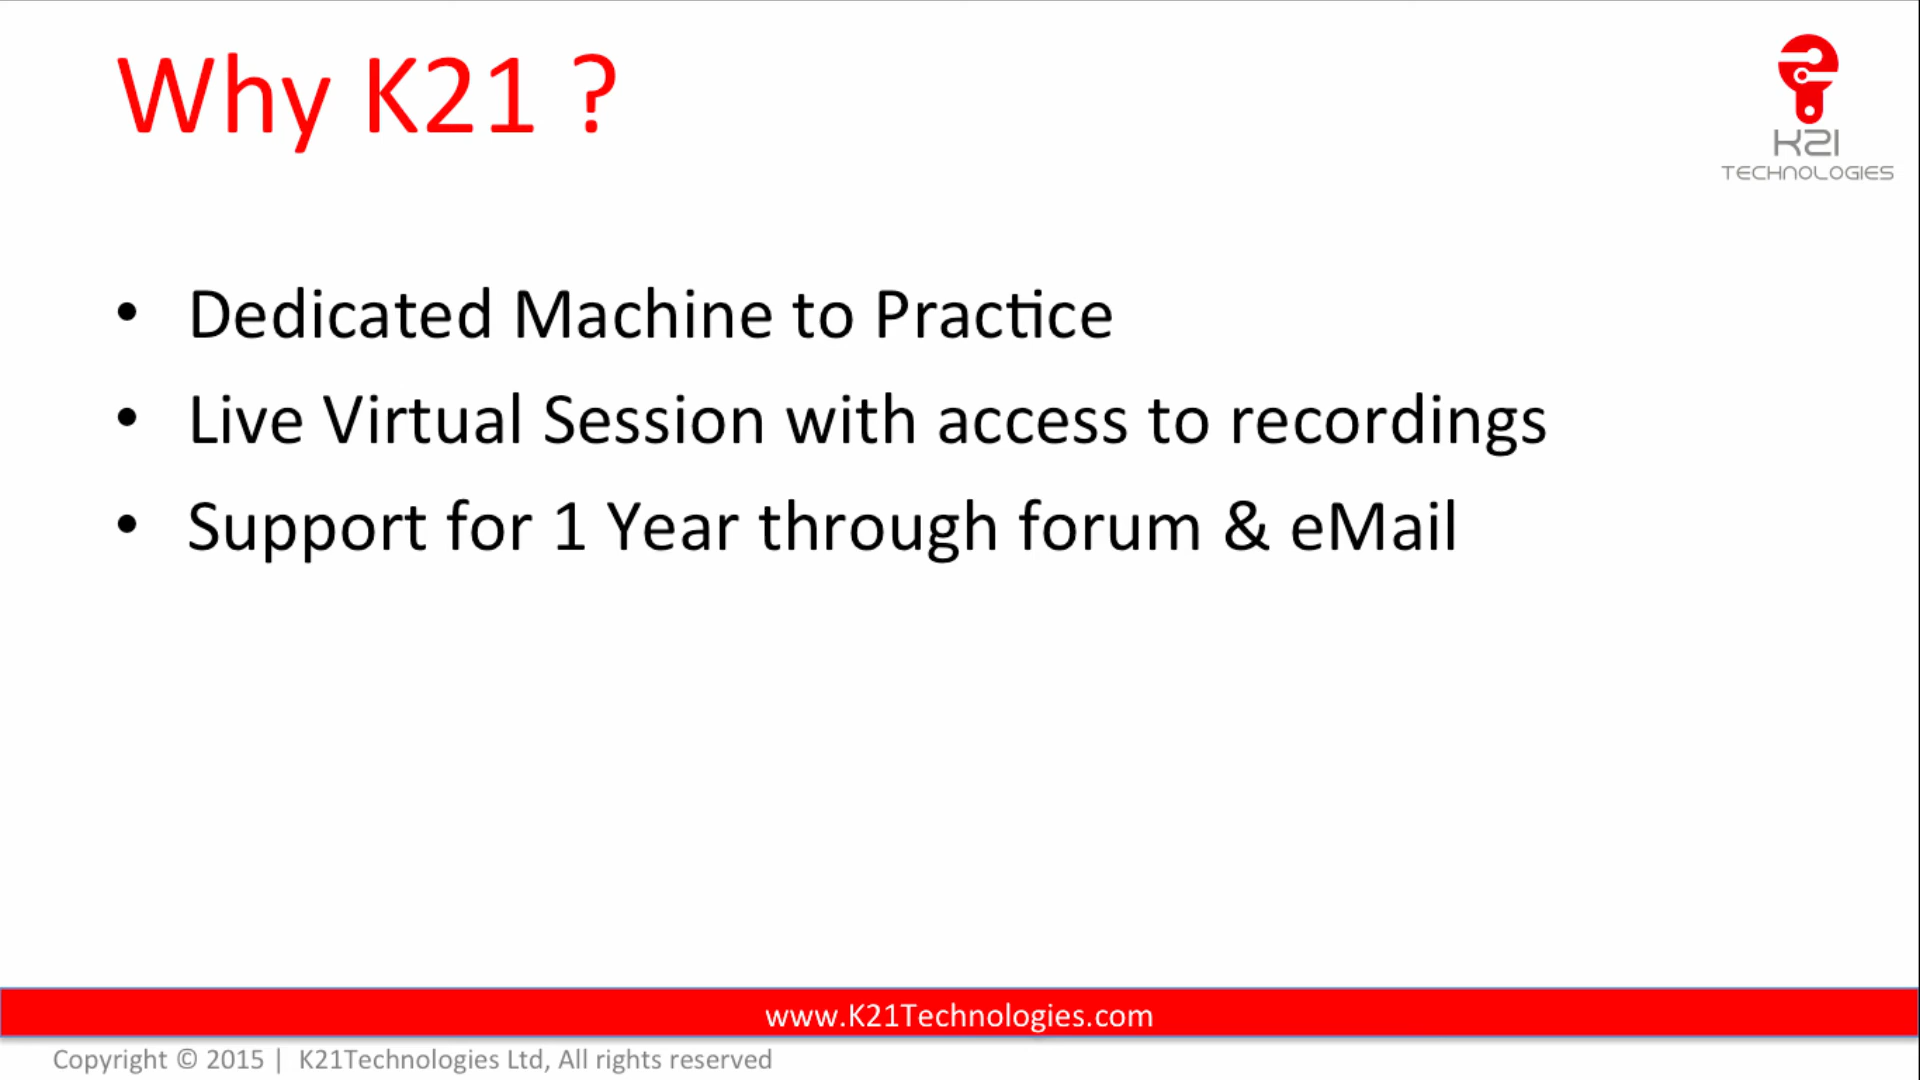 Why K21 ?
K21
TECHNOLOGIES
• Dedicated Machine to Practice
• Live Virtual Session with access to recordings
• Support for 1 Year through forum & eMail
www.K21Technologies.com
Copyright © 2015 | K21Technologies Ltd, All rights reserved